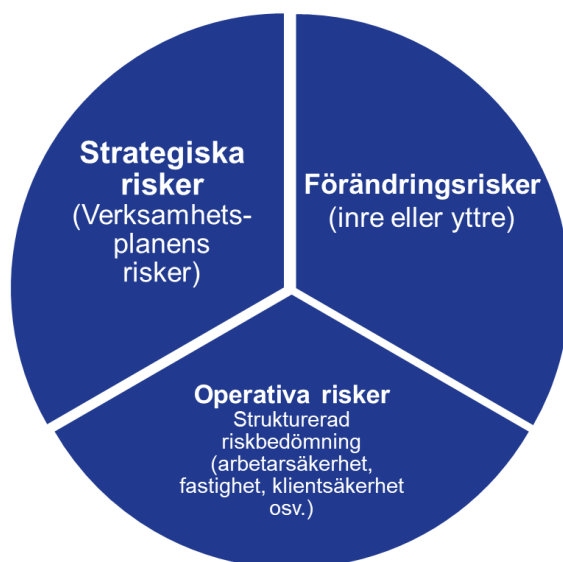 Strategiska
risker
(Verksamhets-
planens
risker)
Förändringsrisker
(inre eller yttre)
Operativa risker
Strukturerad
riskbedömning
(arbetarsäkerhet,
fastighet, klientsäkerhet
osv.)